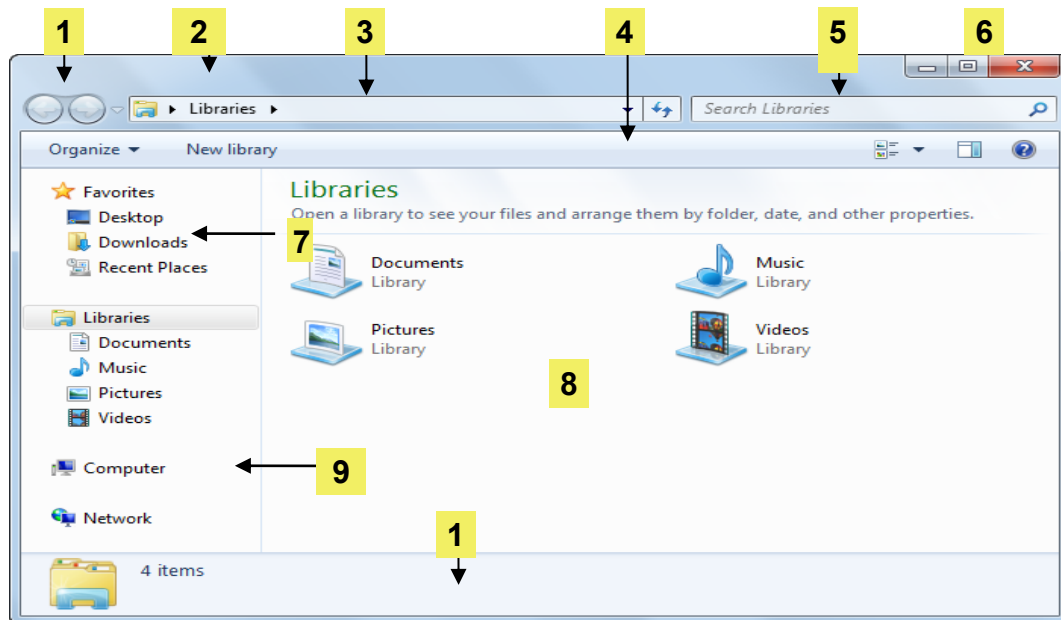 1 2 3 4 5 6
Libraries
Search Libraries
Organize New library
Favorites
Desktop
Downloads
Recent Places
Libraries
Documents
Music
Pictures
Videos
Computer
Network
7
9
Libraries
Open a library to see your files and arrange them by folder, date, and other properties.
Documents
Library
Music
Library
Pictures
Library
Videos
Library
8
1
4 items